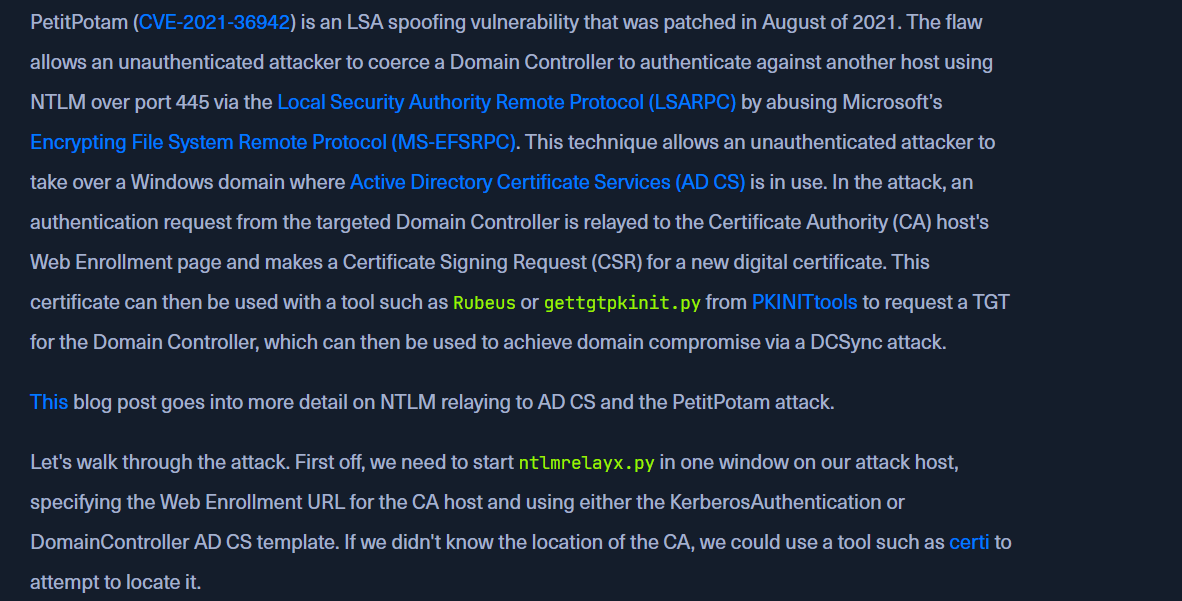 PetitPotam (CVE-2021-36942) is an LSA spoofing vulnerability that was patched in August of 2021. The flaw
allows an unauthenticated attacker to coerce a Domain Controller to authenticate against another host using
NTLM over port 445 via the Local Security Authority Remote Protocol (LSARPC) by abusing Microsoft’s
Encrypting File System Remote Protocol (MS-EFSRPC). This technique allows an unauthenticated attacker to
take over a Windows domain where Active Directory Certificate Services (AD CS) is in use. In the attack, an
authentication request from the targeted Domain Controller is relayed to the Certificate Authority (CA) host's
Web Enrollment page and makes a Certificate Signing Request (CSR) for a new digital certificate. This
certificate can then be used with a tool such as Rubeus or gettgtpkinit.py from PKINITtools to request a TGT
for the Domain Controller, which can then be used to achieve domain compromise via a DCSync attack.
This blog post goes into more detail on NTLM relaying to AD CS and the PetitPotam attack.
Let's walk through the attack. First off, we need to start ntlmrelayx.py in one window on our attack host,
specifying the Web Enrollment URL for the CA host and using either the KerberosAuthentication or
DomainController AD CS template. If we didn't know the location of the CA, we could use a tool such as certi to
attempt to locate it.